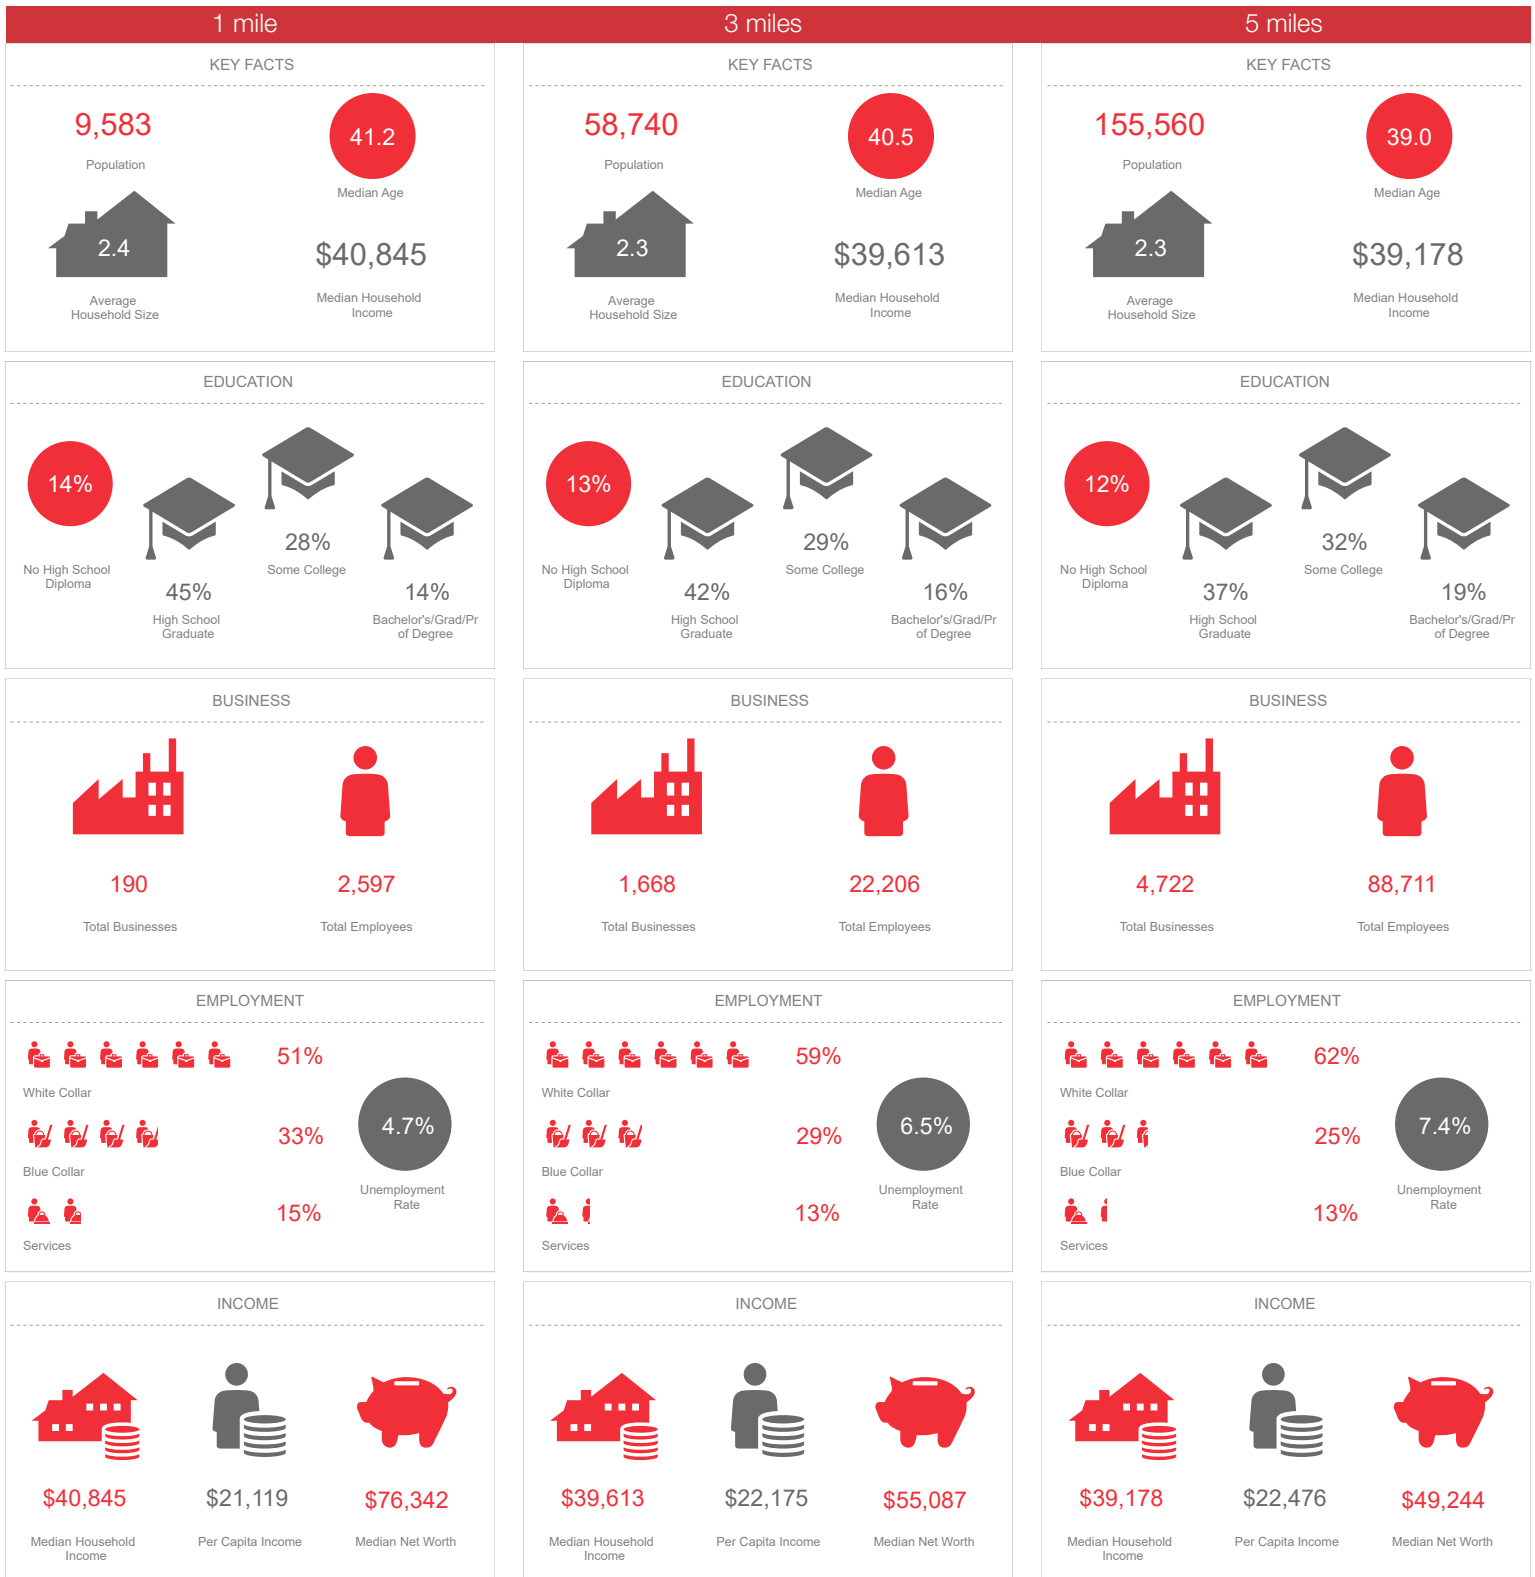 1 mile
3 miles
5 miles
KEY FACTS
9,583
Population
41.2
Median Age
2.4
Average
Household Size
$40,845
Median Household
Income
EDUCATION
14%
No High School
Diploma
45%
High School
Graduate
28%
Some College
14%
Bachelor's/Grad/Pr
of Degree
BUSINESS
190
Total Businesses
2,597
Total Employees
EMPLOYMENT
51%
White Collar
33%
Blue Collar
15%
Services
4.7%
Unemployment
Rate
INCOME
$40,845
Median Household
Income
$21,119
Per Capita Income
$76,342
Median Net Worth
KEY FACTS
58,740
Population
40.5
Median Age
2.3
Average
Household Size
$39,613
Median Household
Income
EDUCATION
13%
No High School
Diploma
42%
High School
Graduate
29%
Some College
16%
Bachelor's/Grad/Pr
of Degree
BUSINESS
1,668
Total Businesses
22,206
Total Employees
EMPLOYMENT
59%
White Collar
29%
Blue Collar
13%
Services
6.5%
Unemployment
Rate
INCOME
$39,613
Median Household
Income
$22,175
Per Capita Income
$55,087
Median Net Worth
KEY FACTS
155,560
Population
39.0
Median Age
2.3
Average
Household Size
$39,178
Median Household
Income
EDUCATION
12%
No High School
Diploma
37%
High School
Graduate
32%
Some College
19%
Bachelor's/Grad/Pr
of Degree
BUSINESS
4,722
Total Businesses
88,711
Total Employees
EMPLOYMENT
62%
White Collar
25%
Blue Collar
13%
Services
7.4%
Unemployment
Rate
INCOME
$39,178
Median Household
Income
$22,476
Per Capita Income
$49,244
Median Net Worth